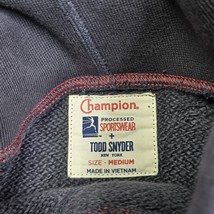 Champion.
PROCESSED
SPORTSWEAR
+
TODD SNYDER
NEW YORK
SIZE - MEDIUM
MADE IN VIETNAM